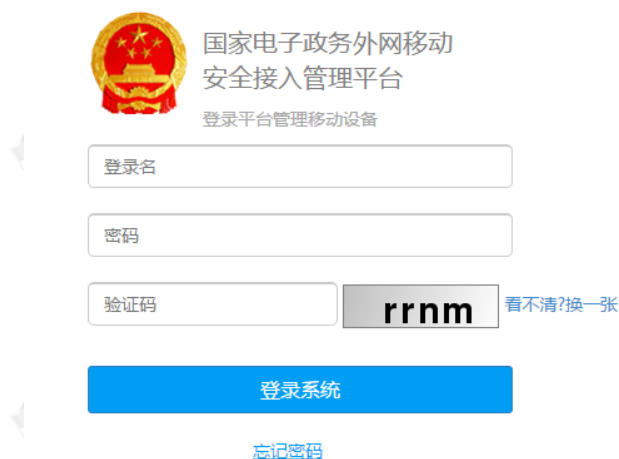 国家电子政务外网移动
安全接入管理平台
登录平台管理移动设备
登录名
密码
验证码
rrnm
看不清?换一张
登录系统
忘记密码